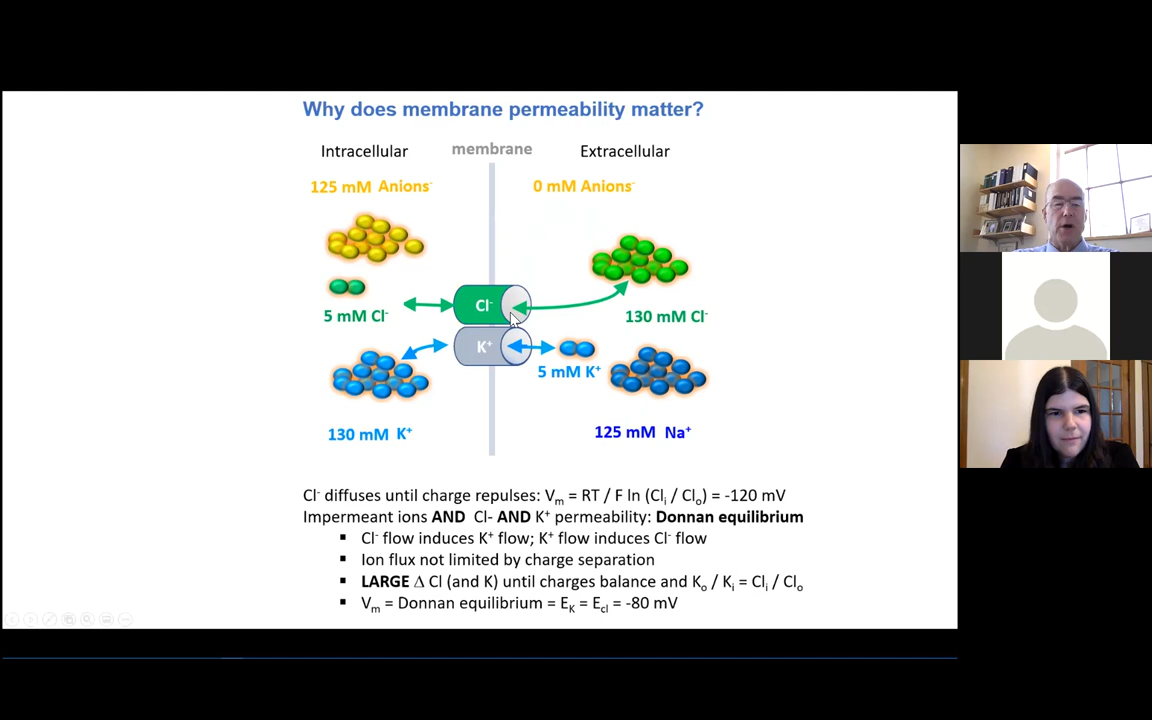 Why does membrane permeability matter?
Intracellular membrane Extracellular
125 mM Anions⁻ 0 mM Anions⁻
Cl⁻
5 mM Cl⁻ 130 mM Cl⁻
K⁺
5 mM K⁺
130 mM K⁺ 125 mM Na⁺
Cl⁻ diffuses until charge repulses: Vₘ = RT / F ln (Clᵢ / Clₒ) = -120 mV
Impermeant ions AND Cl- AND K⁺ permeability: Donnan equilibrium
▪ Cl⁻ flow induces K⁺ flow; K⁺ flow induces Cl⁻ flow
▪ Ion flux not limited by charge separation
▪ LARGE Δ Cl (and K) until charges balance and Kₒ / Kᵢ = Clᵢ / Clₒ
▪ Vₘ = Donnan equilibrium = Eₖ = E꜀ₗ = -80 mV